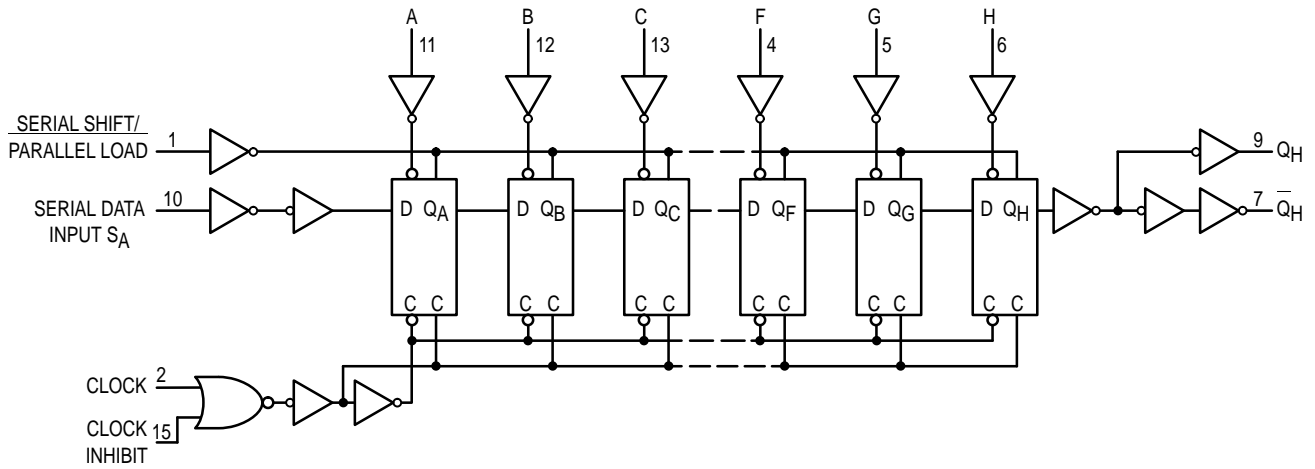 A B C F G H
11 12 13 4 5 6
SERIAL SHIFT/
PARALLEL LOAD 1
9 QH
SERIAL DATA
INPUT SA
10
7 Q̅H
D QA D QB D QC D QF D QG D QH
C C C C C C C C C C C C
CLOCK 2
CLOCK
INHIBIT
15